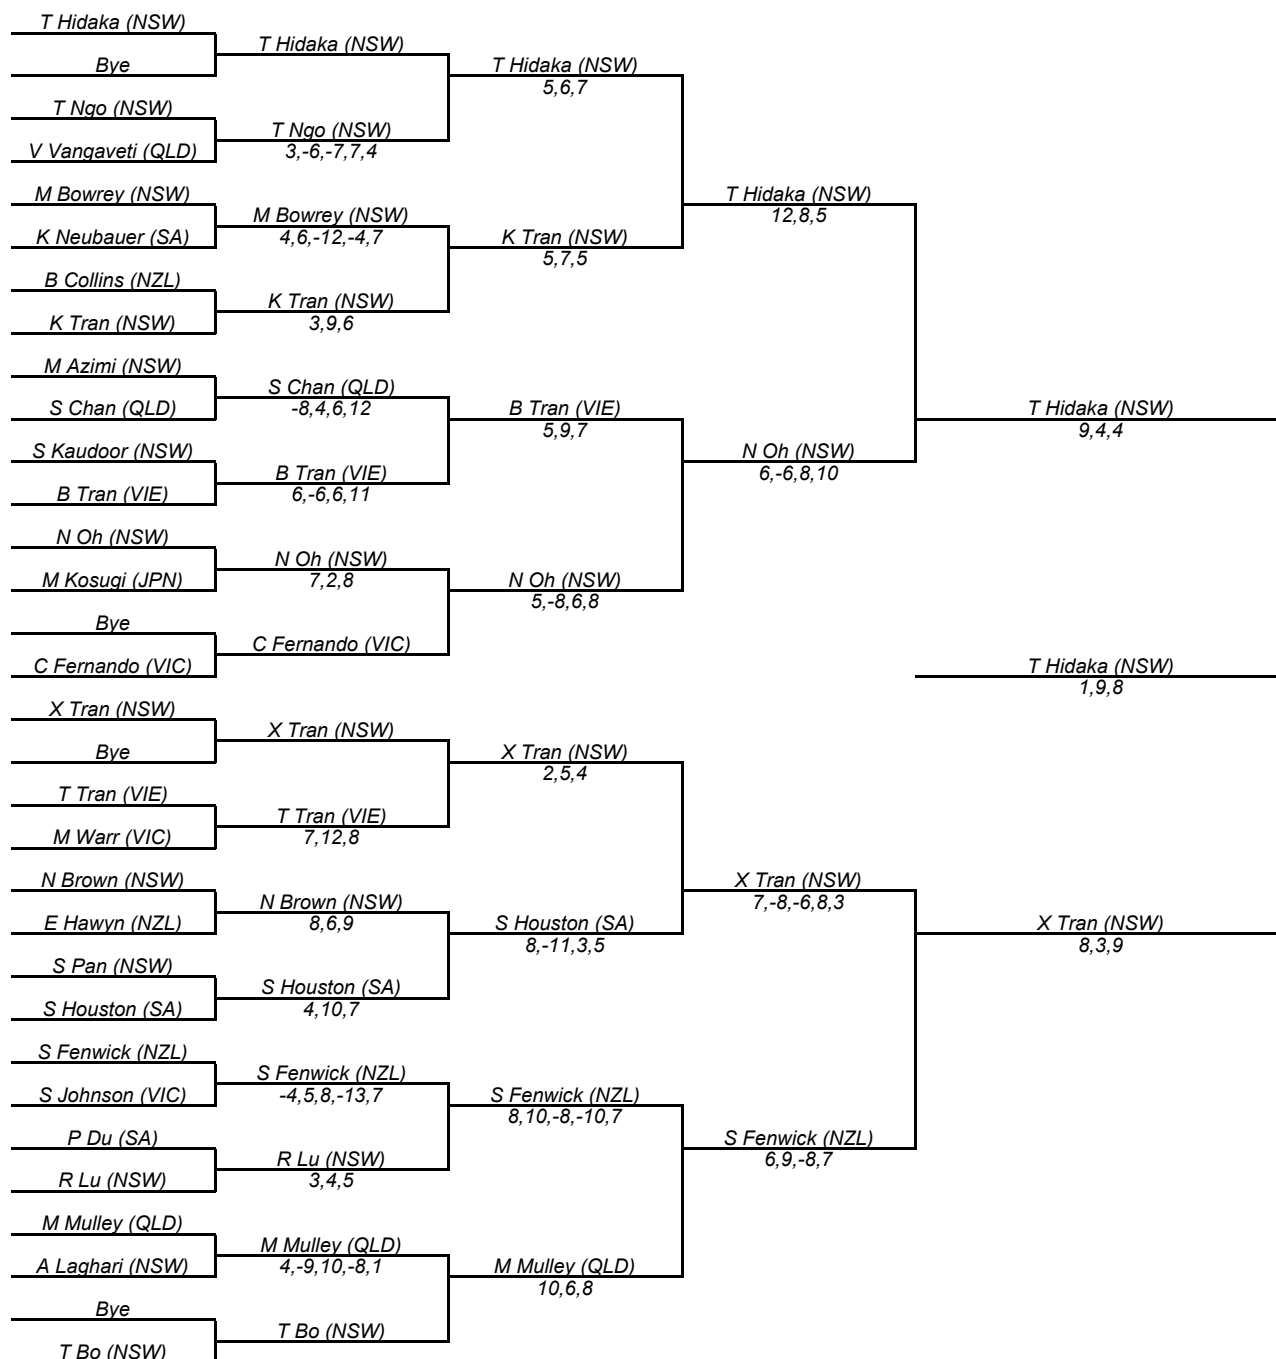 T Hidaka (NSW)
Bye
T Ngo (NSW)
V Vangaveti (QLD)
M Bowrey (NSW)
K Neubauer (SA)
B Collins (NZL)
K Tran (NSW)
M Azimi (NSW)
S Chan (QLD)
S Kaudoor (NSW)
B Tran (VIE)
N Oh (NSW)
M Kosugi (JPN)
Bye
C Fernando (VIC)
X Tran (NSW)
Bye
T Tran (VIE)
M Warr (VIC)
N Brown (NSW)
E Hawyn (NZL)
S Pan (NSW)
S Houston (SA)
S Fenwick (NZL)
S Johnson (VIC)
P Du (SA)
R Lu (NSW)
M Mulley (QLD)
A Laghari (NSW)
Bye
T Bo (NSW)
T Hidaka (NSW)
T Ngo (NSW)
3,-6,-7,7,4
M Bowrey (NSW)
4,6,-12,-4,7
K Tran (NSW)
3,9,6
S Chan (QLD)
-8,4,6,12
B Tran (VIE)
6,-6,6,11
N Oh (NSW)
7,2,8
C Fernando (VIC)
X Tran (NSW)
T Tran (VIE)
7,12,8
N Brown (NSW)
8,6,9
S Houston (SA)
4,10,7
S Fenwick (NZL)
-4,5,8,-13,7
R Lu (NSW)
3,4,5
M Mulley (QLD)
4,-9,10,-8,1
T Bo (NSW)
T Hidaka (NSW)
5,6,7
K Tran (NSW)
5,7,5
B Tran (VIE)
5,9,7
N Oh (NSW)
5,-8,6,8
X Tran (NSW)
2,5,4
S Houston (SA)
8,-11,3,5
S Fenwick (NZL)
8,10,-8,-10,7
M Mulley (QLD)
10,6,8
T Hidaka (NSW)
12,8,5
N Oh (NSW)
6,-6,8,10
X Tran (NSW)
7,-8,-6,8,3
S Fenwick (NZL)
6,9,-8,7
T Hidaka (NSW)
9,4,4
T Hidaka (NSW)
1,9,8
X Tran (NSW)
8,3,9